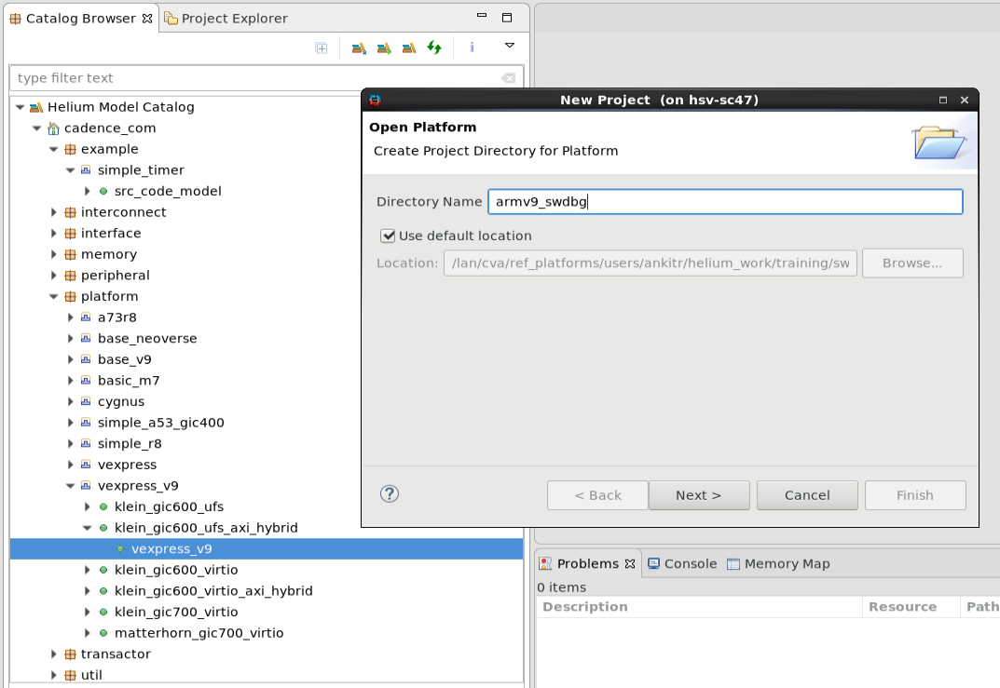 Catalog Browser
Project Explorer
type filter text
Helium Model Catalog
cadence_com
example
simple_timer
src_code_model
interconnect
interface
memory
peripheral
platform
a73r8
base_neoverse
base_v9
basic_m7
cygnus
simple_a53_gic400
simple_r8
vexpress
vexpress_v9
klein_gic600_ufs
klein_gic600_ufs_axi_hybrid
vexpress_v9
klein_gic600_virtio
klein_gic600_virtio_axi_hybrid
klein_gic700_virtio
matterhorn_gic700_virtio
transactor
util
New Project (on hsv-sc47)
Open Platform
Create Project Directory for Platform
Directory Name armv9_swdbg
Use default location
Location: /lan/cva/ref_platforms/users/ankitr/helium_work/training/sw Browse...
? < Back Next > Cancel Finish
Problems Console Memory Map
0 items
Description Resource Path